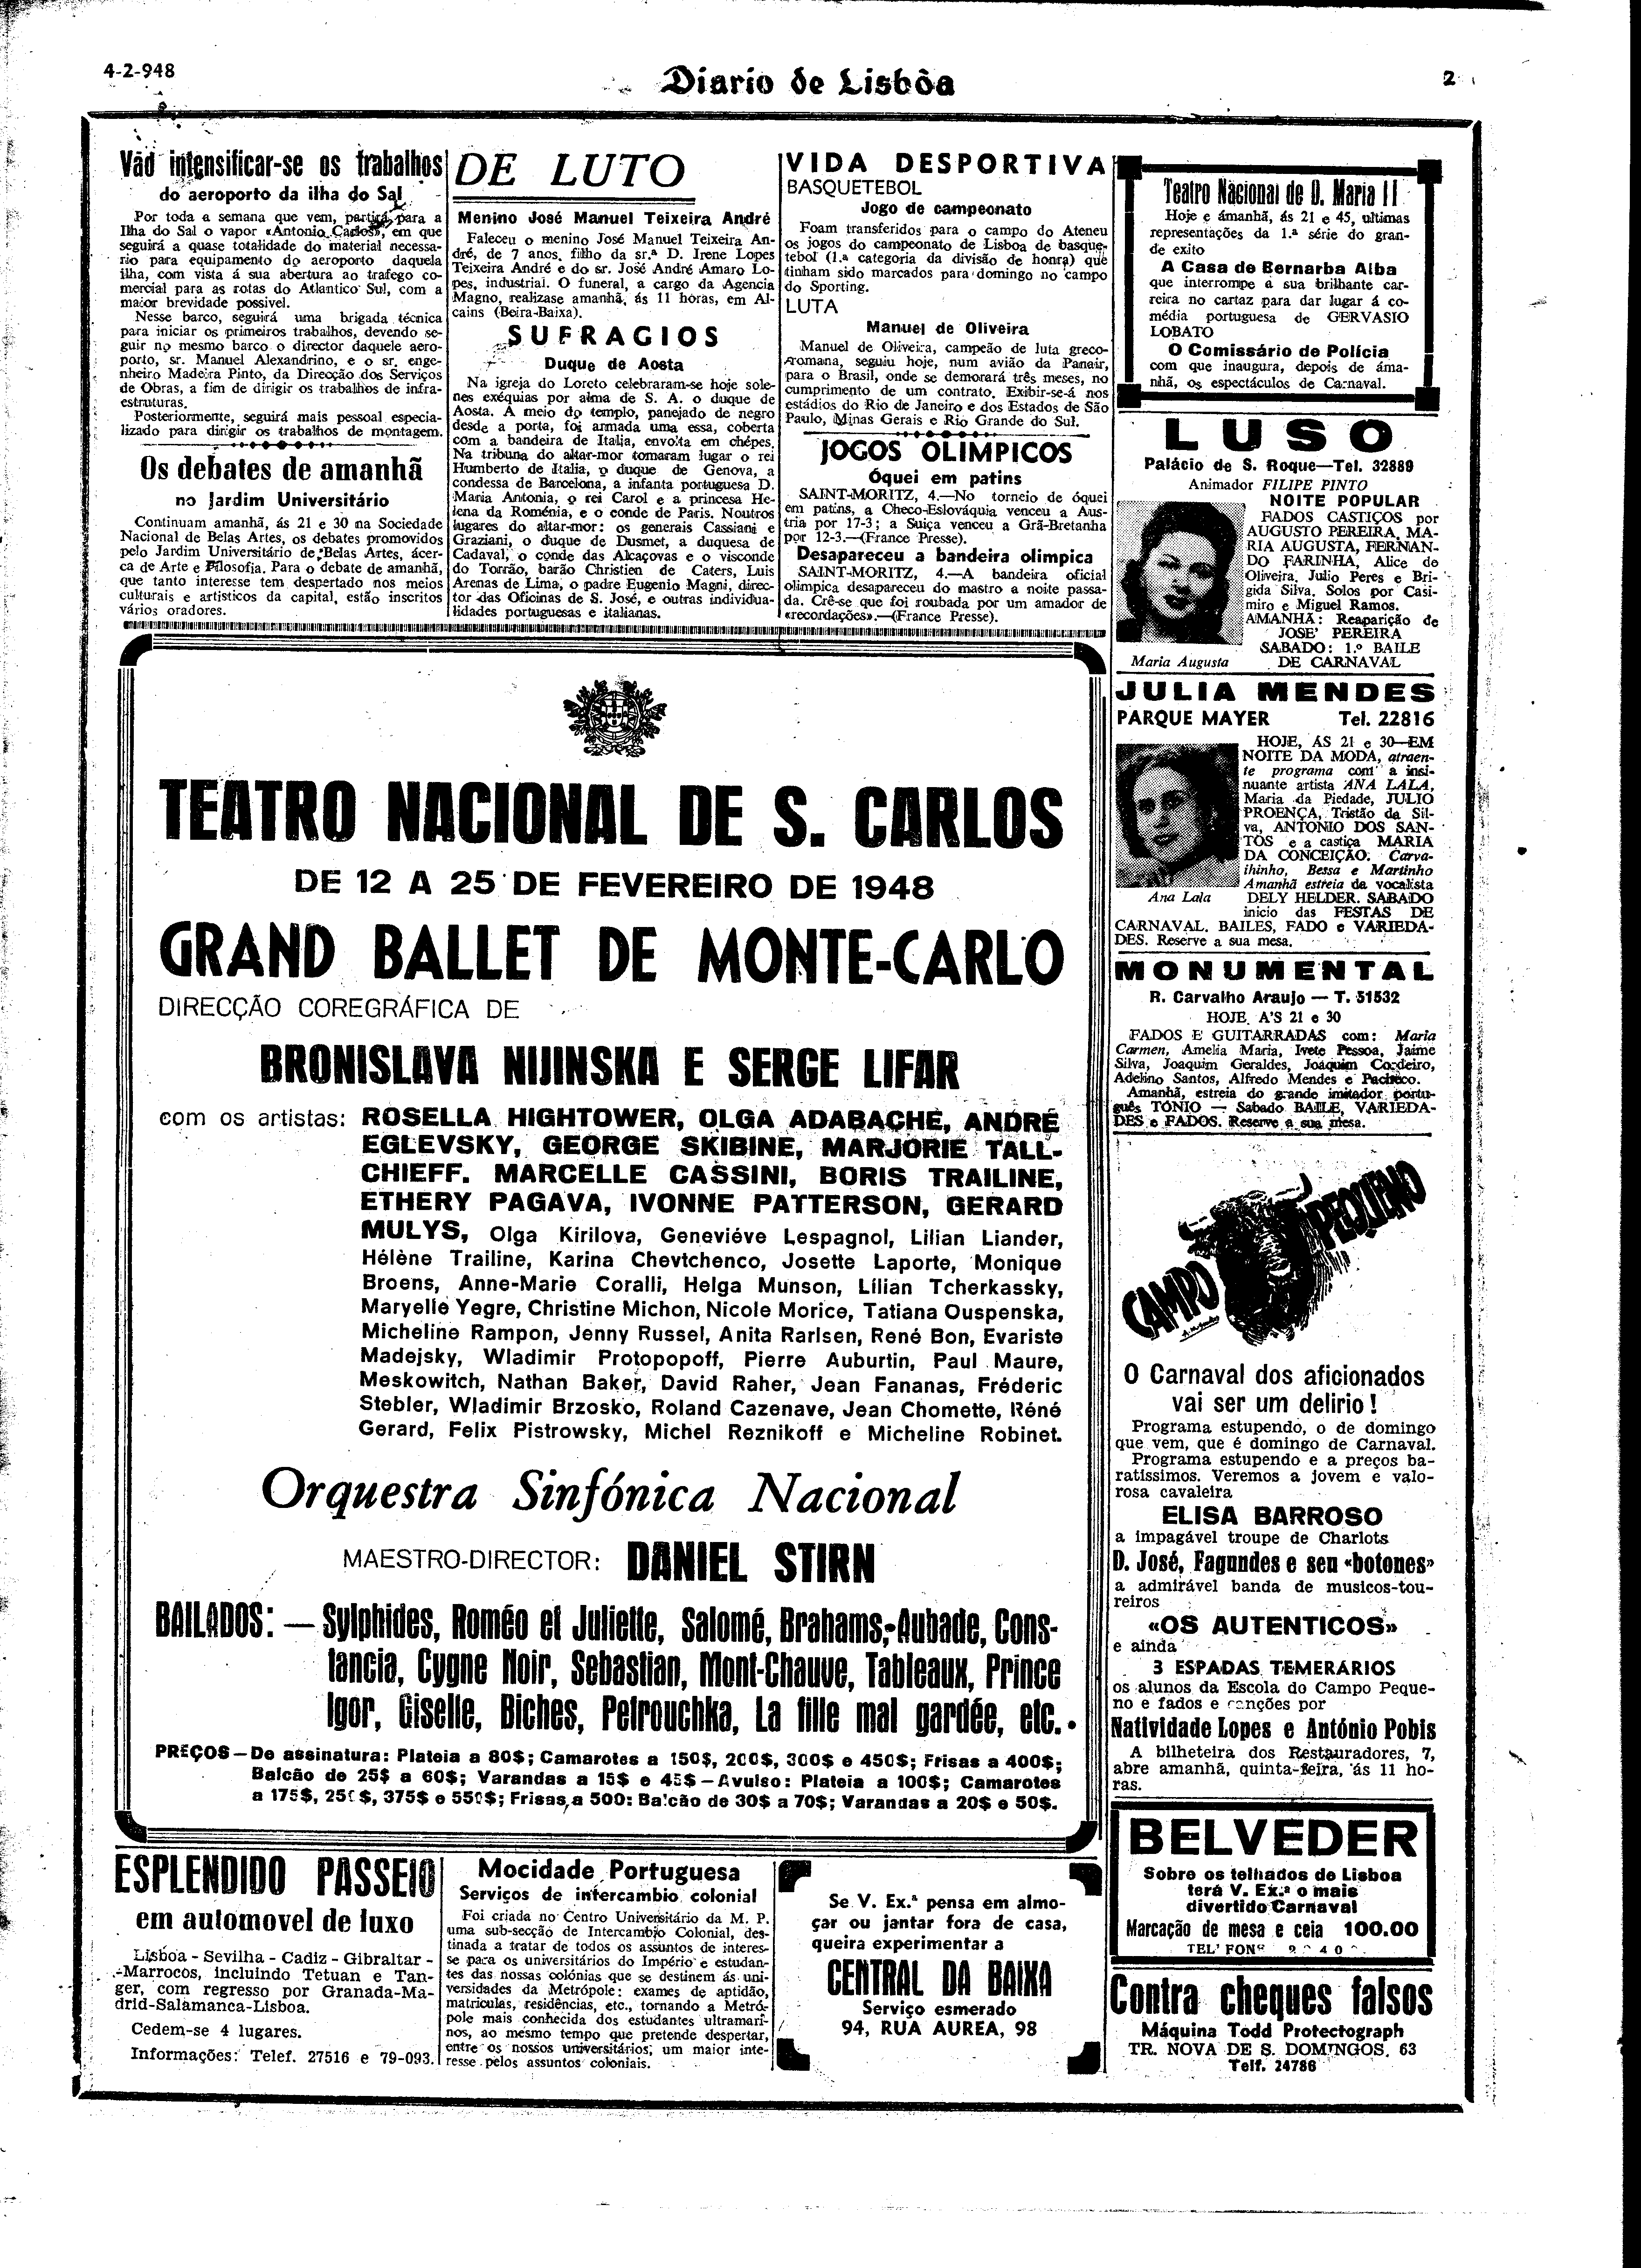 4-2-948
Diario de Lisbôa
2
Vão intensificar-se os trabalhos
do aeroporto da ilha do Sal
Por toda a semana que vem, partirá para a
Ilha do Sal o vapor «Antonio Carlos», em que
seguirá a quase totalidade do material necessa-
rio para equipamento do aeroporto daquela
ilha, com vista á sua abertura ao trafego co-
mercial para as rotas do Atlantico Sul, com a
maior brevidade possivel.
Nesse barco, seguirá uma brigada técnica
para iniciar os primeiros trabalhos, devendo se-
guir no mesmo barco o director daquele aero-
porto, sr. Manuel Alexandrino, e o sr. enge-
nheiro Madeira Pinto, da Direcção dos Serviços
de Obras, a fim de dirigir os trabalhos de infra-
estruturas.
Posteriormente, seguirá mais pessoal especia-
lizado para dirigir os trabalhos de montagem.
Os debates de amanhã
no Jardim Universitário
Continuam amanhã, ás 21 e 30 na Sociedade
Nacional de Belas Artes, os debates promovidos
pelo Jardim Universitário de Belas Artes, ácer-
ca de Arte e Filosofia. Para o debate de amanhã,
que tanto interesse tem despertado nos meios
culturais e artisticos da capital, estão inscritos
vários oradores.
DE LUTO
Menino José Manuel Teixeira André
Faleceu o menino José Manuel Teixeira An-
dré, de 7 anos, filho da sr.ª D. Irene Lopes
Teixeira André e do sr. José André Amaro Lo-
pes, industrial. O funeral, a cargo da Agencia
Magno, realizase amanhã, ás 11 horas, em Al-
cains (Beira-Baixa).
SUFRAGIOS
Duque de Aosta
Na igreja do Loreto celebraram-se hoje sole-
nes exéquias por alma de S. A. o duque de
Aosta. A meio do templo, panejado de negro
desde a porta, foi armada uma essa, coberta
com a bandeira de Italia, envolta em chépes.
Na tribuna do altar-mor tomaram lugar o rei
Humberto de Italia, o duque de Genova, a
condessa de Barcelona, a infanta portuguesa D.
Maria Antonia, o rei Carol e a princesa He-
lena da Roménia, e o conde de Paris. Noutros
lugares do altar-mor: os generais Cassiani e
Graziani, o duque de Dusmet, a duquesa de
Cadaval, o conde das Alcaçovas e o visconde
do Torrão, barão Christien de Caters, Luis
Arenas de Lima, o padre Eugenio Magni, direc-
tor das Oficinas de S. José, e outras individua-
lidades portuguesas e italianas.
VIDA DESPORTIVA
BASQUETEBOL
Jogo de campeonato
Foam transferidos para o campo do Ateneu
os jogos do campeonato de Lisboa de basque-
tebol (1.ª categoria da divisão de honra) que
tinham sido marcados para domingo no campo
do Sporting.
LUTA
Manuel de Oliveira
Manuel de Oliveira, campeão de luta greco-
-romana, seguiu hoje, num avião da Panair,
para o Brasil, onde se demorará três meses, no
cumprimento de um contrato. Exibir-se-á nos
estádios do Rio de Janeiro e dos Estados de São
Paulo, Minas Gerais e Rio Grande do Sul.
JOGOS OLIMPICOS
Óquei em patins
SAINT-MORITZ, 4.—No torneio de óquei
em patins, a Checo-Eslováquia venceu a Aus-
tria por 17-3; a Suiça venceu a Grã-Bretanha
por 12-3.—(France Presse).
Desapareceu a bandeira olimpica
SAINT-MORITZ, 4.—A bandeira oficial
olimpica desapareceu do mastro a noite passa-
da. Crê-se que foi roubada por um amador de
«recordações».—(France Presse).
Teatro Nacional de D. Maria II
Hoje e ámanhã, ás 21 e 45, ultimas
representações da 1.ª série do gran-
de exito
A Casa de Bernarba Alba
que interrompe a sua brilhante car-
reira no cartaz para dar lugar á co-
média portuguesa de GERVASIO
LOBATO
O Comissário de Polícia
com que inaugura, depois de áma-
nhã, os espectáculos de Carnaval.
LUSO
Palácio de S. Roque—Tel. 32889
Animador FILIPE PINTO
NOITE POPULAR
FADOS CASTIÇOS por
AUGUSTO PEREIRA, MA-
RIA AUGUSTA, FERNAN-
DO FARINHA, Alice de
Oliveira, Julio Peres e Bri-
gida Silva. Solos por Casi-
miro e Miguel Ramos.
AMANHÃ: Reaparição de
JOSE' PEREIRA
SABADO: 1.º BAILE
DE CARNAVAL
Maria Augusta
JULIA MENDES
PARQUE MAYER Tel. 22816
HOJE, AS 21 e 30—EM
NOITE DA MODA, atraen-
te programa com a insi-
nuante artista ANA LALA,
Maria da Piedade, JULIO
PROENÇA, Tristão da Sil-
va, ANTONIO DOS SAN-
TOS e a castiça MARIA
DA CONCEIÇÃO. Carva-
lhinho, Bessa e Martinho
Amanhã estreia da vocalista
Ana Lala
DELY HELDER. SABADO
inicio das FESTAS DE
CARNAVAL. BAILES, FADO e VARIEDA-
DES. Reserve a sua mesa.
MONUMENTAL
R. Carvalho Araujo — T. 51532
HOJE, A'S 21 e 30
FADOS E GUITARRADAS com: Maria
Carmen, Amelia Maria, Ivete Pessoa, Jaime
Silva, Joaquim Geraldes, Joaquim Cordeiro,
Adelino Santos, Alfredo Mendes e Pacheco.
Amanhã, estreia do grande imitador portu-
guês TONIO — Sabado BAILE, VARIEDA-
DES e FADOS. Reserve a sua mesa.
CAMPO PEQUENO
O Carnaval dos aficionados
vai ser um delirio!
Programa estupendo, o de domingo
que vem, que é domingo de Carnaval.
Programa estupendo e a preços ba-
ratissimos. Veremos a jovem e valo-
rosa cavaleira
ELISA BARROSO
a impagável troupe de Charlots
D. José, Fagundes e seu «botones»
a admirável banda de musicos-tou-
reiros
«OS AUTENTICOS»
e ainda
3 ESPADAS TEMERÁRIOS
os alunos da Escola do Campo Peque-
no e fados e canções por
Natividade Lopes e António Pobis
A bilheteira dos Restauradores, 7,
abre amanhã, quinta-feira, ás 11 ho-
ras.
BELVEDER
Sobre os telhados de Lisboa
terá V. Ex.ª o mais
divertido Carnaval
Marcação de mesa e ceia 100.00
TEL'FON
Contra cheques falsos
Máquina Todd Protectograph
TR. NOVA DE S. DOMINGOS, 63
Telf. 24786
TEATRO NACIONAL DE S. CARLOS
DE 12 A 25 DE FEVEREIRO DE 1948
GRAND BALLET DE MONTE-CARLO
DIRECÇÃO COREGRÁFICA DE
BRONISLAVA NIJINSKA E SERGE LIFAR
com os artistas: ROSELLA HIGHTOWER, OLGA ADABACHE, ANDRÉ
EGLEVSKY, GEORGE SKIBINE, MARJORIE TALL-
CHIEFF. MARCELLE CASSINI, BORIS TRAILINE,
ETHERY PAGAVA, IVONNE PATTERSON, GERARD
MULYS, Olga Kirilova, Geneviéve Lespagnol, Lilian Liander,
Hélène Trailine, Karina Chevtchenco, Josette Laporte, Monique
Broens, Anne-Marie Coralli, Helga Munson, Lilian Tcherkassky,
Maryelle Yegre, Christine Michon, Nicole Morice, Tatiana Ouspenska,
Micheline Rampon, Jenny Russel, Anita Rarlsen, René Bon, Evariste
Madejsky, Wladimir Protopopoff, Pierre Auburtin, Paul Maure,
Meskowitch, Nathan Baker, David Raher, Jean Fananas, Fréderic
Stebler, Wladimir Brzosko, Roland Cazenave, Jean Chomette, Réné
Gerard, Felix Pistrowsky, Michel Reznikoff e Micheline Robinet.
Orquestra Sinfónica Nacional
MAESTRO-DIRECTOR: DANIEL STIRN
BAILADOS: — Sylphides, Roméo et Juliette, Salomé, Brahams,-Aubade, Cons-
tancia, Cygne Noir, Sebastian, Mont-Chauve, Tableaux, Prince
Igor, Giselle, Biches, Petrouchka, La fille mal gardée, etc.
PREÇOS—De assinatura: Plateia a 80$; Camarotes a 150$, 200$, 300$ e 450$; Frisas a 400$;
Balcão de 25$ a 60$; Varandas a 15$ e 45$—Avulso: Plateia a 100$; Camarotes
a 175$, 250$, 375$ e 550$; Frisas a 500: Balcão de 30$ a 70$; Varandas a 20$ e 50$.
ESPLENDIDO PASSEIO
em automovel de luxo
Lisboa - Sevilha - Cadiz - Gibraltar -
-Marrocos, incluindo Tetuan e Tan-
ger, com regresso por Granada-Ma-
drid-Salamanca-Lisboa.
Cedem-se 4 lugares.
Informações: Telef. 27516 e 79-093.
Mocidade Portuguesa
Serviços de intercambio colonial
Foi criada no Centro Universitário da M. P.
uma sub-secção de Intercambio Colonial, des-
tinada a tratar de todos os assuntos de interes-
se para os universitários do Império e estudan-
tes das nossas colónias que se destinem ás uni-
versidades da Metrópole: exames de aptidão,
matriculas, residências, etc., tornando a Metró-
pole mais conhecida dos estudantes ultramari-
nos, ao mesmo tempo que pretende despertar,
entre os nossos universitários, um maior inte-
resse pelos assuntos coloniais.
Se V. Ex.ª pensa em almo-
çar ou jantar fora de casa,
queira experimentar a
CENTRAL DA BAIXA
Serviço esmerado
94, RUA AUREA, 98